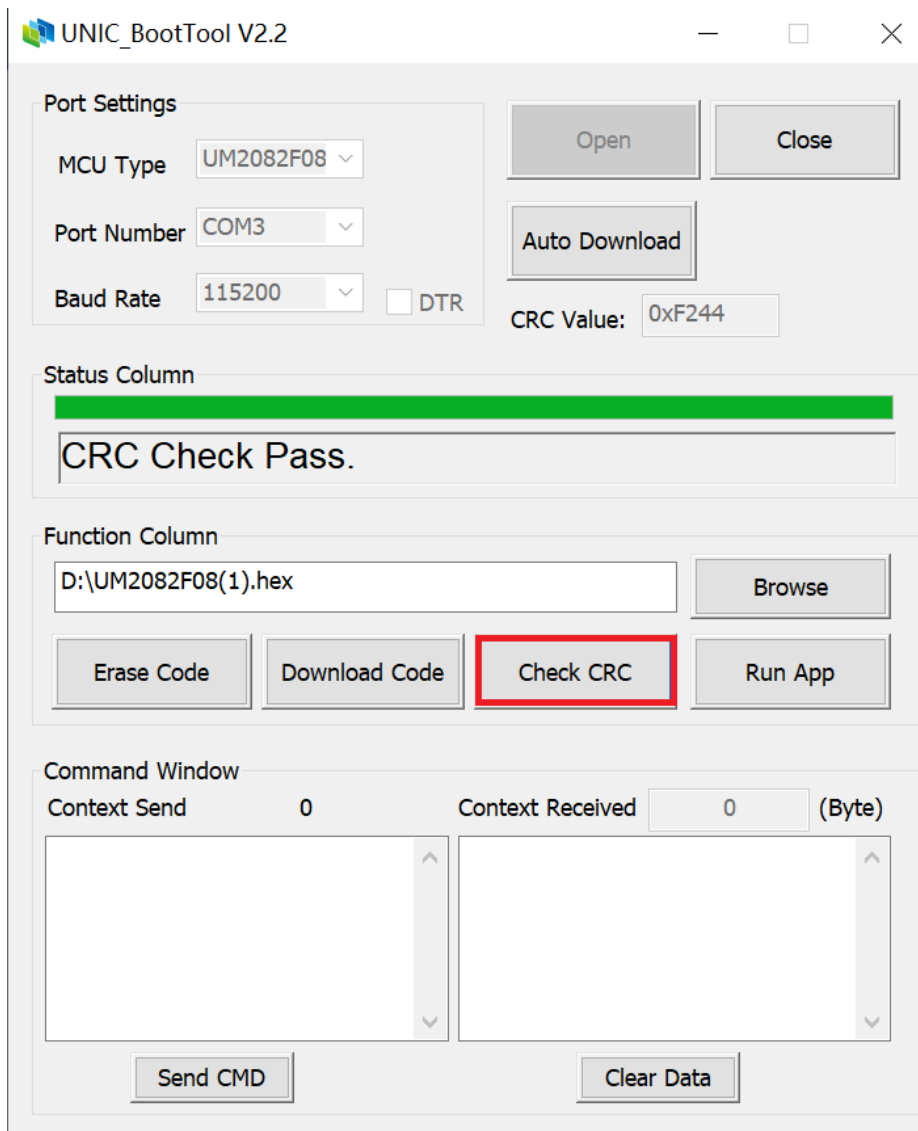 UNIC_BootTool V2.2
Port Settings
MCU Type UM2082F08
Port Number COM3
Baud Rate 115200 DTR
Open Close
Auto Download
CRC Value: 0xF244
Status Column
CRC Check Pass.
Function Column
D:\UM2082F08(1).hex Browse
Erase Code Download Code Check CRC Run App
Command Window
Context Send 0 Context Received 0 (Byte)
Send CMD Clear Data